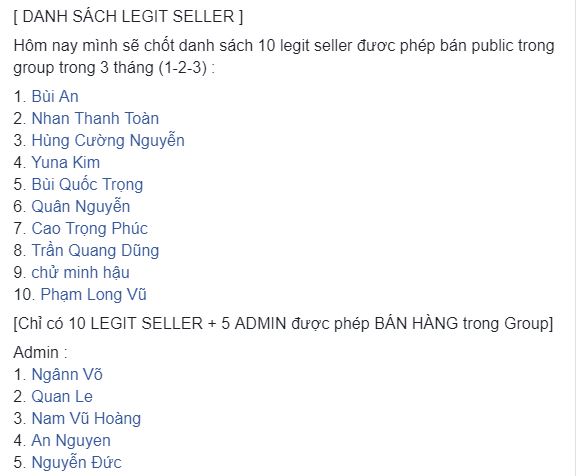 [ DANH SÁCH LEGIT SELLER ]
Hôm nay mình sẽ chốt danh sách 10 legit seller đươc phép bán public trong
group trong 3 tháng (1-2-3) :
1. Bùi An
2. Nhan Thanh Toàn
3. Hùng Cường Nguyễn
4. Yuna Kim
5. Bùi Quốc Trọng
6. Quân Nguyễn
7. Cao Trọng Phúc
8. Trần Quang Dũng
9. chử minh hậu
10. Phạm Long Vũ
[Chỉ có 10 LEGIT SELLER + 5 ADMIN được phép BÁN HÀNG trong Group]
Admin :
1. Ngânn Võ
2. Quan Le
3. Nam Vũ Hoàng
4. An Nguyen
5. Nguyễn Đức